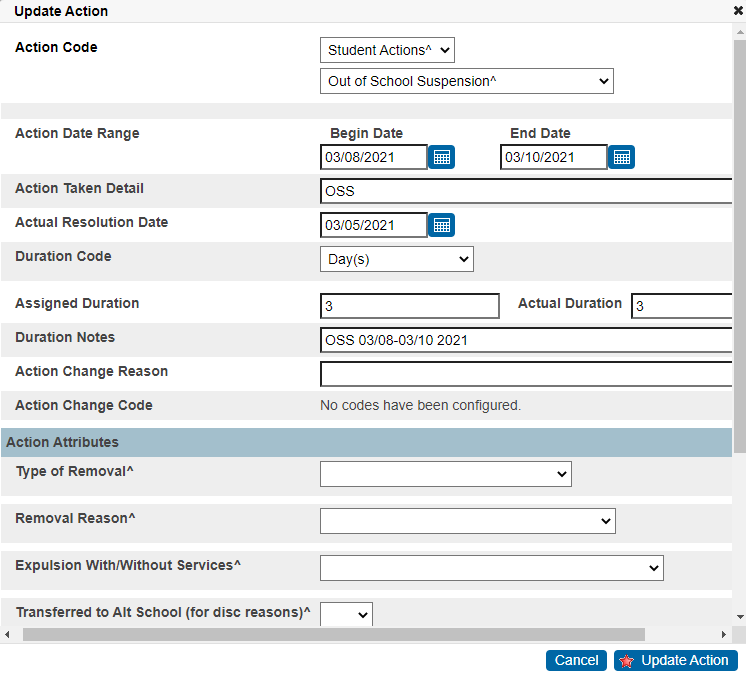 Update Action
Action Code
Student Actions^
Out of School Suspension^
Action Date Range
Begin Date
End Date
03/08/2021
03/10/2021
Action Taken Detail
OSS
Actual Resolution Date
03/05/2021
Duration Code
Day(s)
Assigned Duration
3
Actual Duration
3
Duration Notes
OSS 03/08-03/10 2021
Action Change Reason
Action Change Code
No codes have been configured.
Action Attributes
Type of Removal^
Removal Reason^
Expulsion With/Without Services^
Transferred to Alt School (for disc reasons)^
Cancel
Update Action